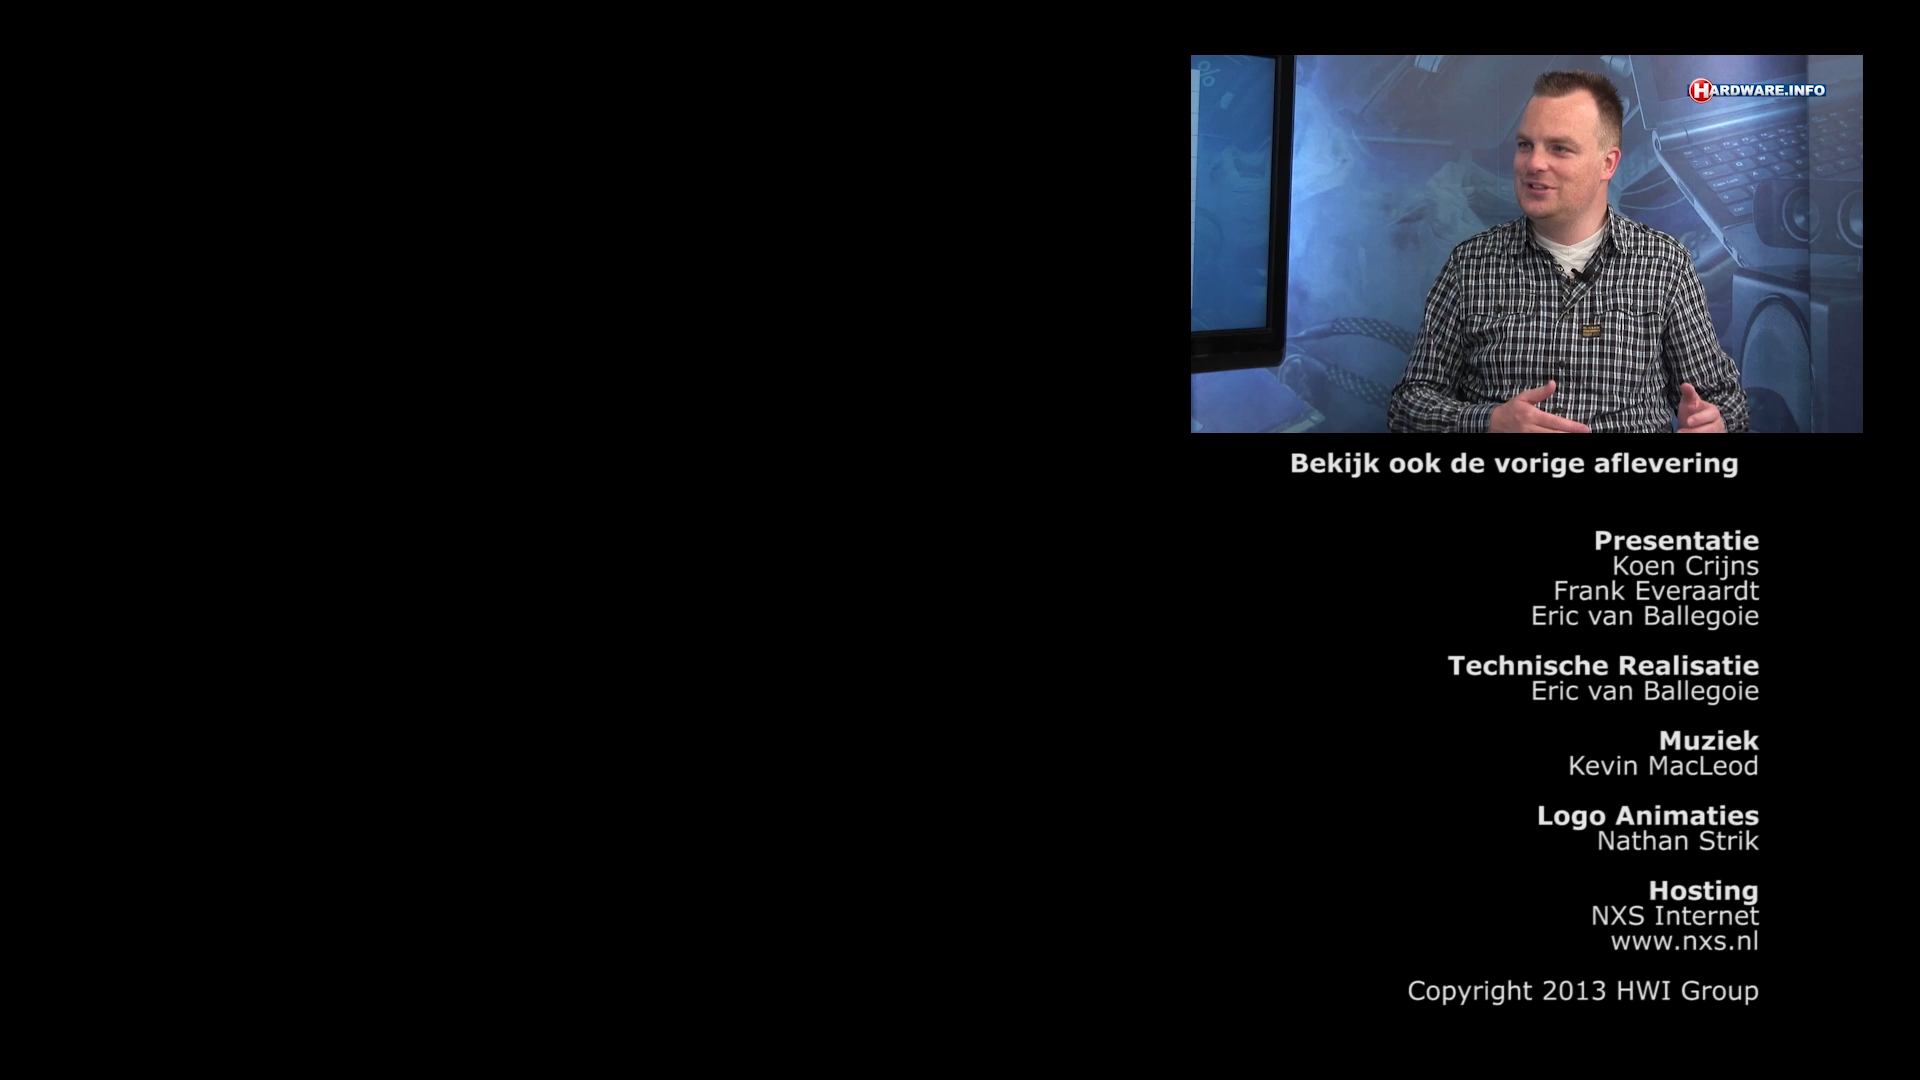 HARDWARE.INFO
Bekijk ook de vorige aflevering
Presentatie
Koen Crijns
Frank Everaardt
Eric van Ballegoie
Technische Realisatie
Eric van Ballegoie
Muziek
Kevin MacLeod
Logo Animaties
Nathan Strik
Hosting
NXS Internet
www.nxs.nl
Copyright 2013 HWI Group